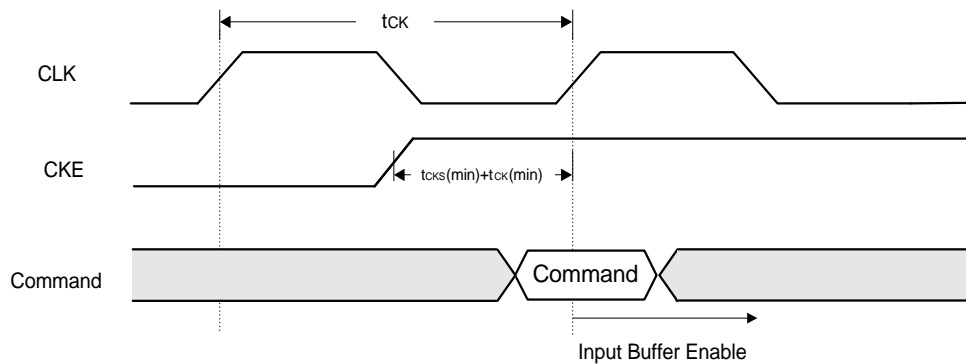 tCK
CLK
CKE
tCKS(min)+tCK(min)
Command
Command
Input Buffer Enable